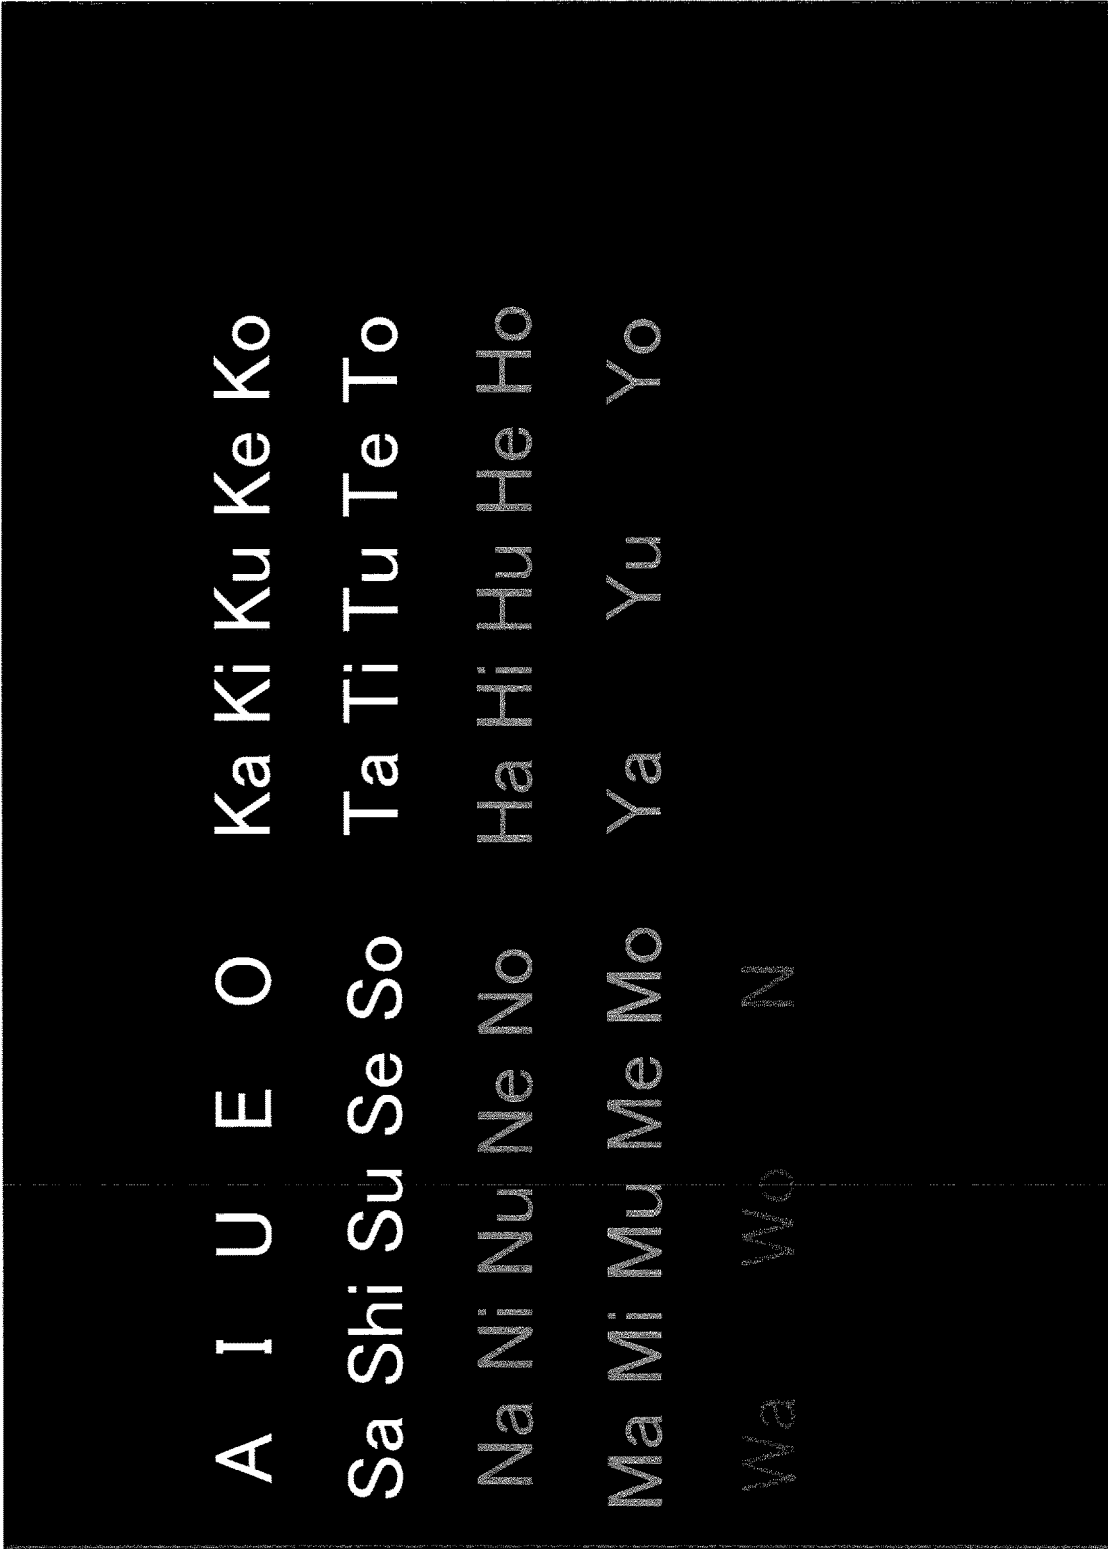 A I U E O Ka Ki Ku Ke Ko
Sa Shi Su Se So Ta Ti Tu Te To
Na Ni Nu Ne No Ha Hi Hu He Ho
Ma Mi Mu Me Mo Ya Yu Yo
Wa Wo N